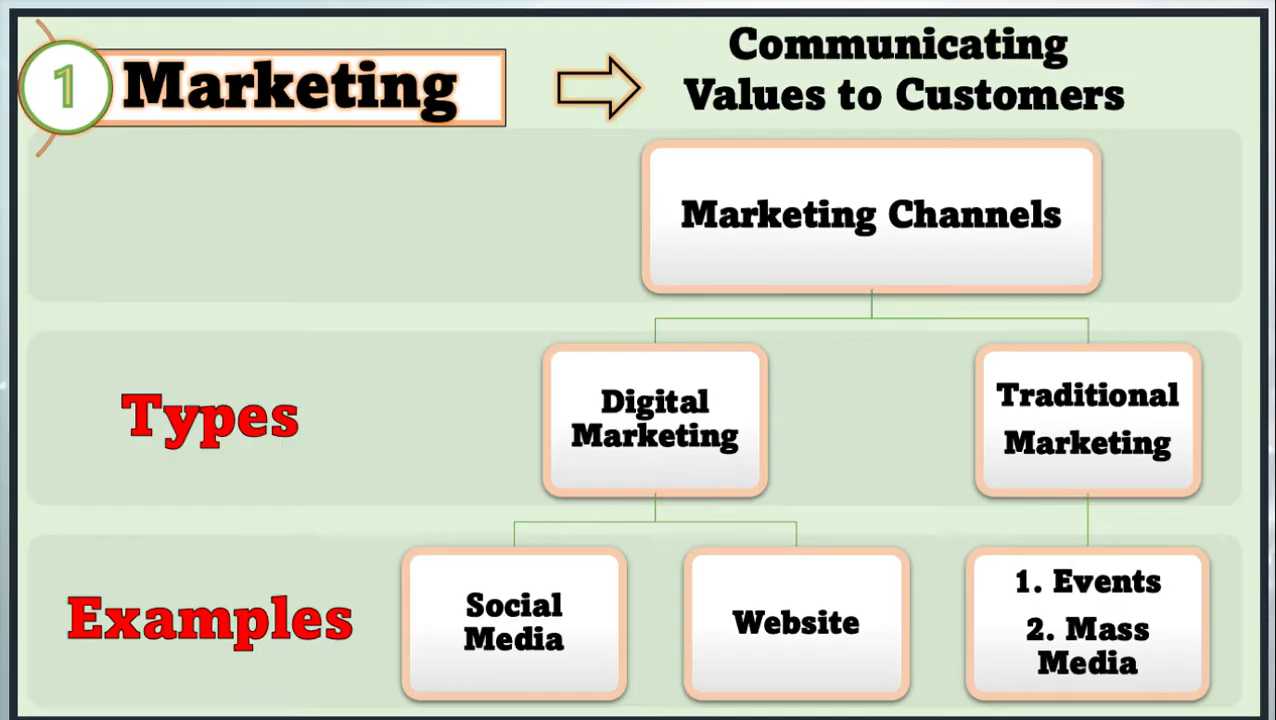 1
Marketing
Communicating
Values to Customers
Marketing Channels
Types
Digital
Marketing
Traditional
Marketing
Examples
Social
Media
Website
1. Events
2. Mass
Media